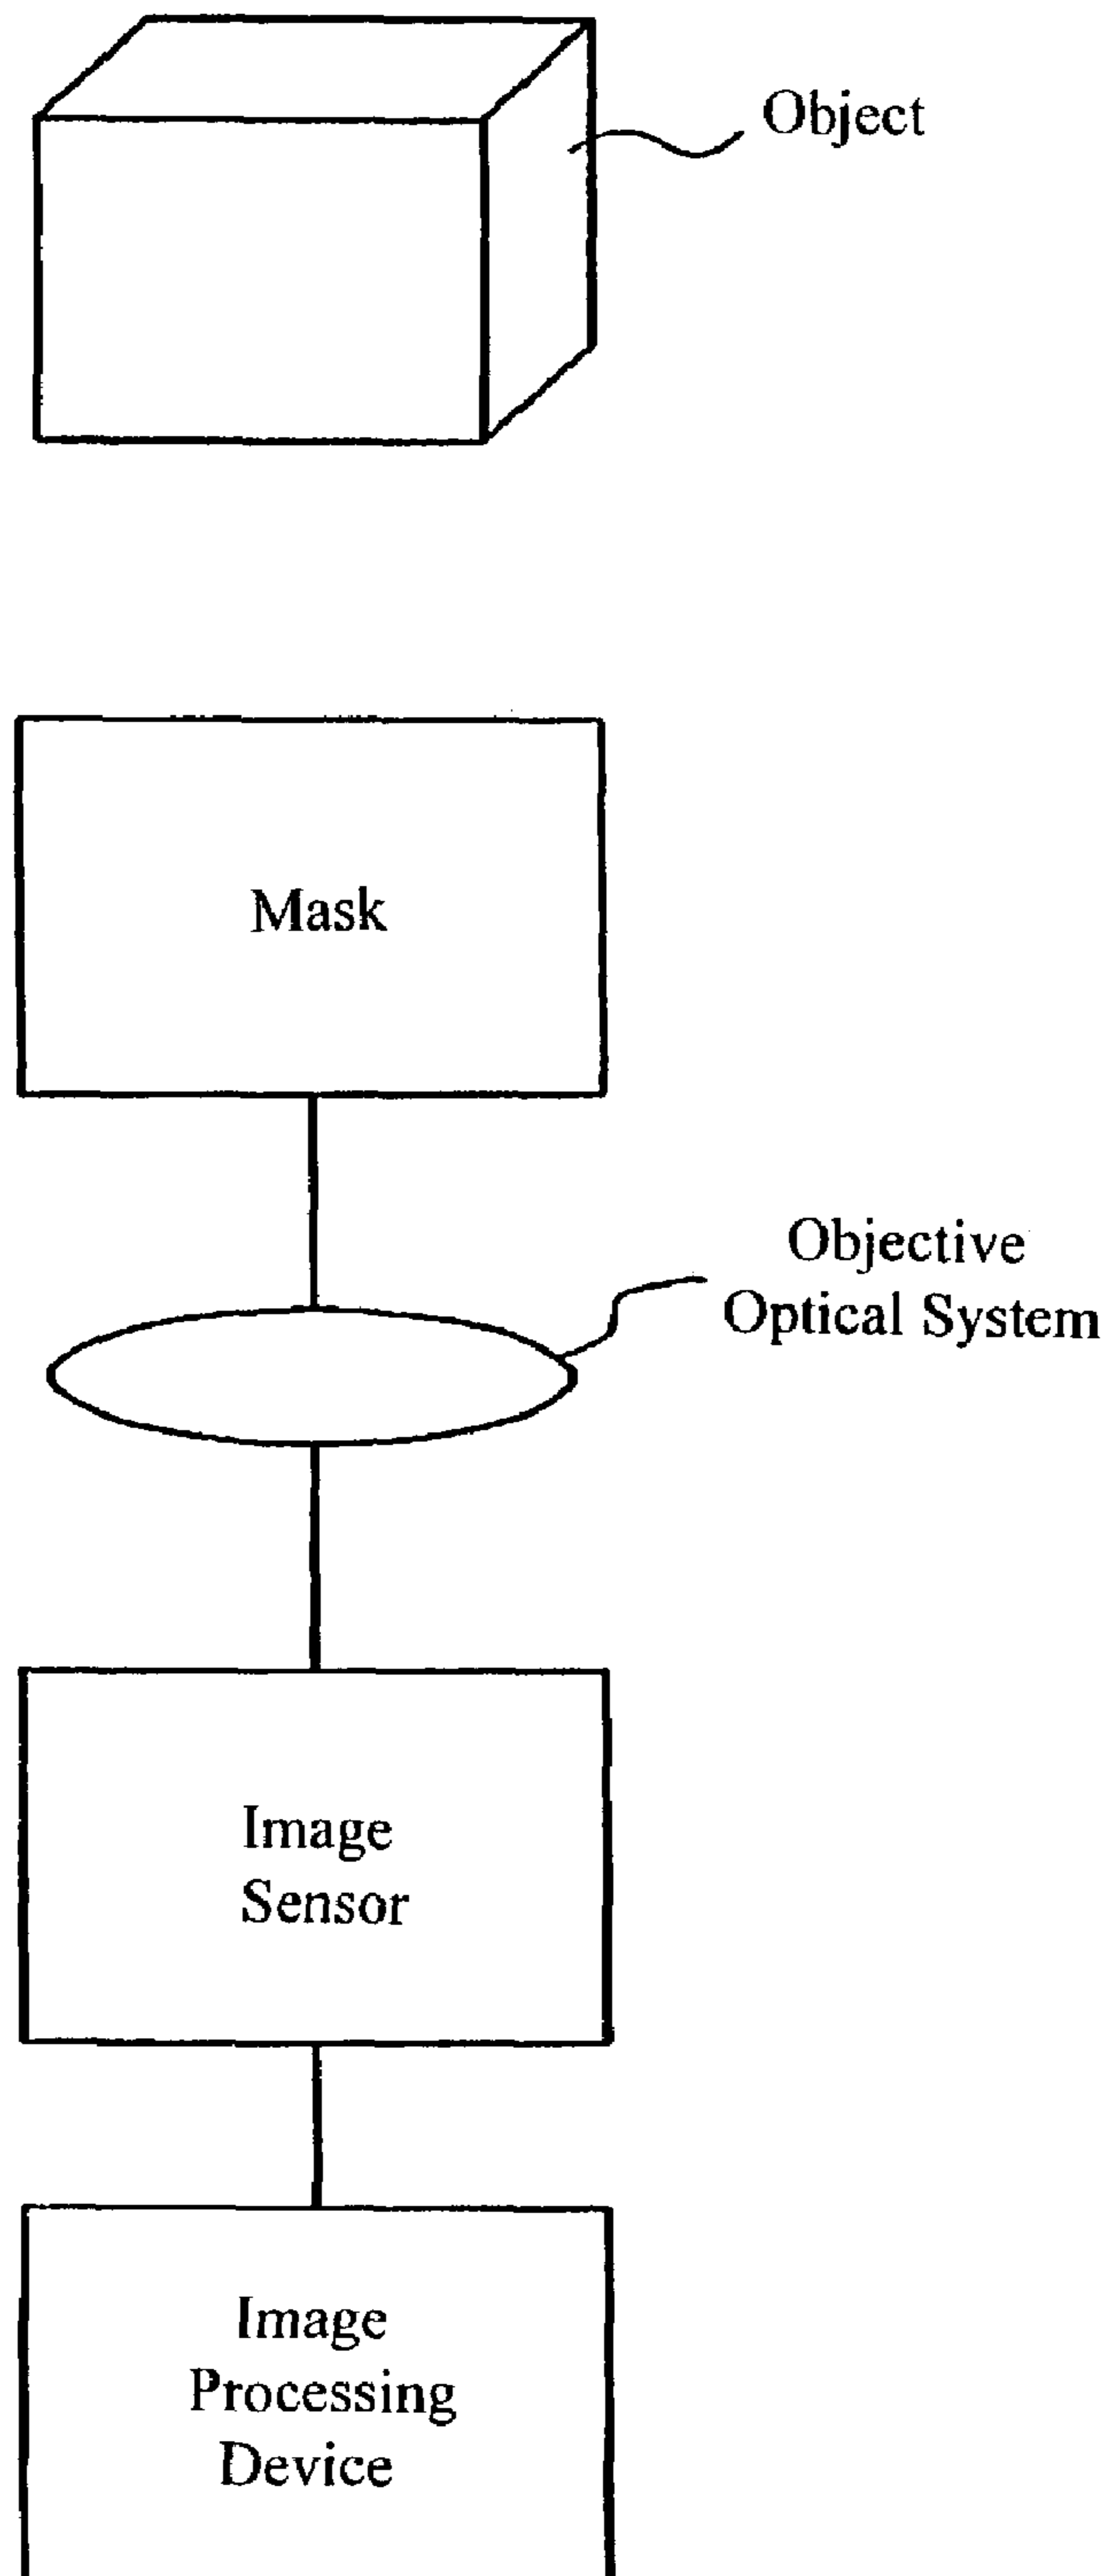 Object
Mask
Objective
Optical System
Image
Sensor
Image
Processing
Device